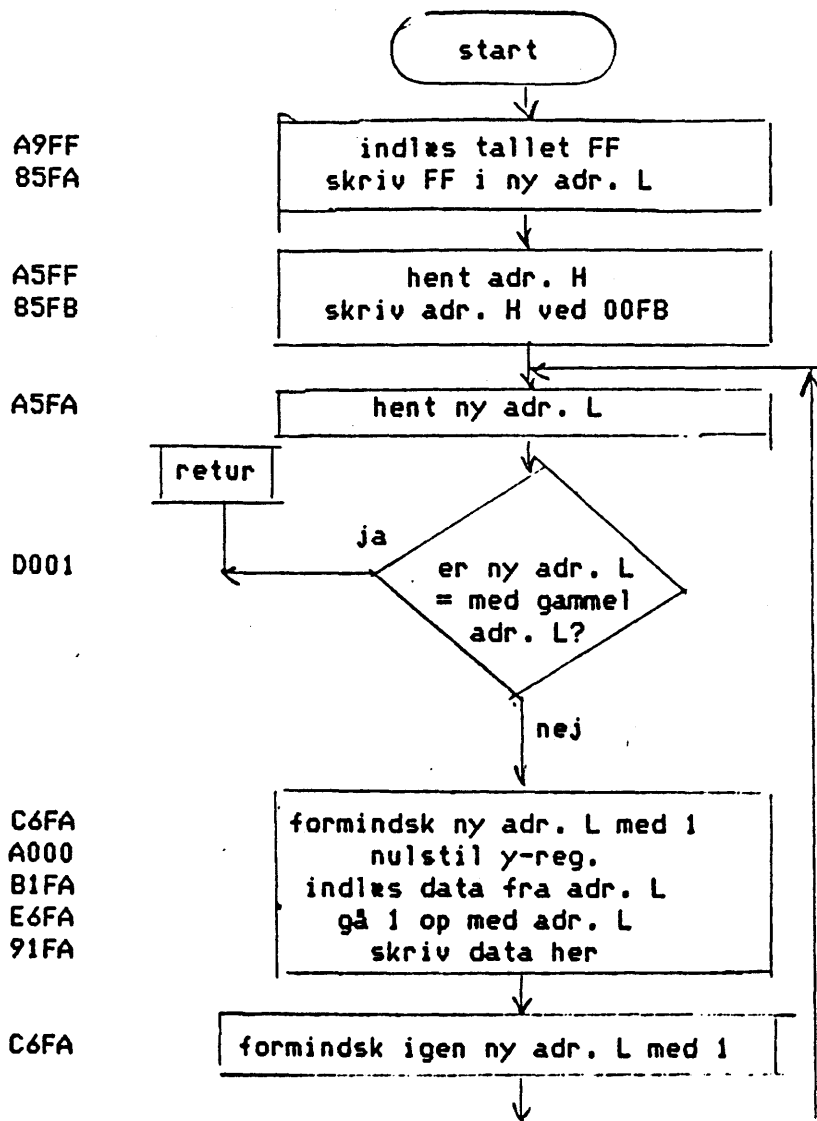 start
A9FF
85FA
indlæs tallet FF
skriv FF i ny adr. L
A5FF
85FB
hent adr. H
skriv adr. H ved 00FB
A5FA
hent ny adr. L
retur
ja
D001
er ny adr. L
= med gammel
adr. L?
nej
C6FA
A000
B1FA
E6FA
91FA
formindsk ny adr. L med 1
nulstil y-reg.
indlæs data fra adr. L
gå 1 op med adr. L
skriv data her
C6FA
formindsk igen ny adr. L med 1